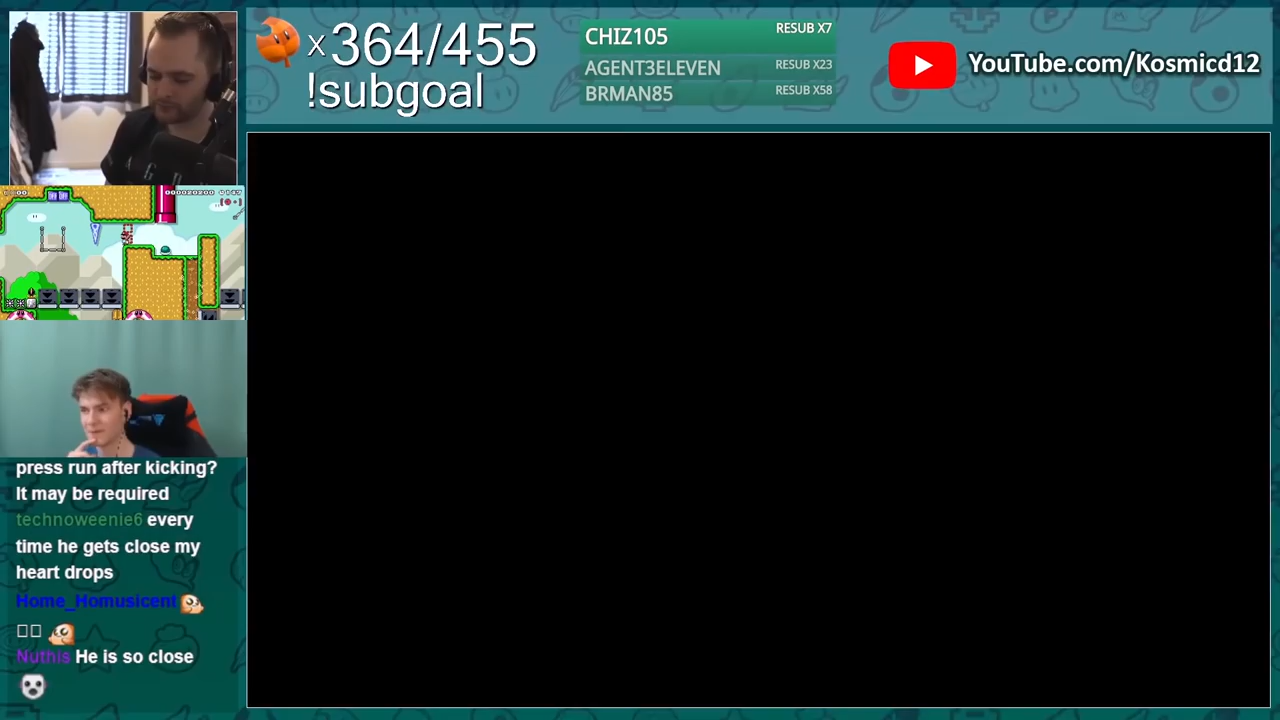 x364/455
!subgoal
CHIZ105 RESUB X7
AGENT3ELEVEN RESUB X23
BRMAN85 RESUB X58
YouTube.com/Kosmicd12
press run after kicking?
It may be required
technoweenie6 every
time he gets close my
heart drops
Home_Homusicent
Nuthis He is so close